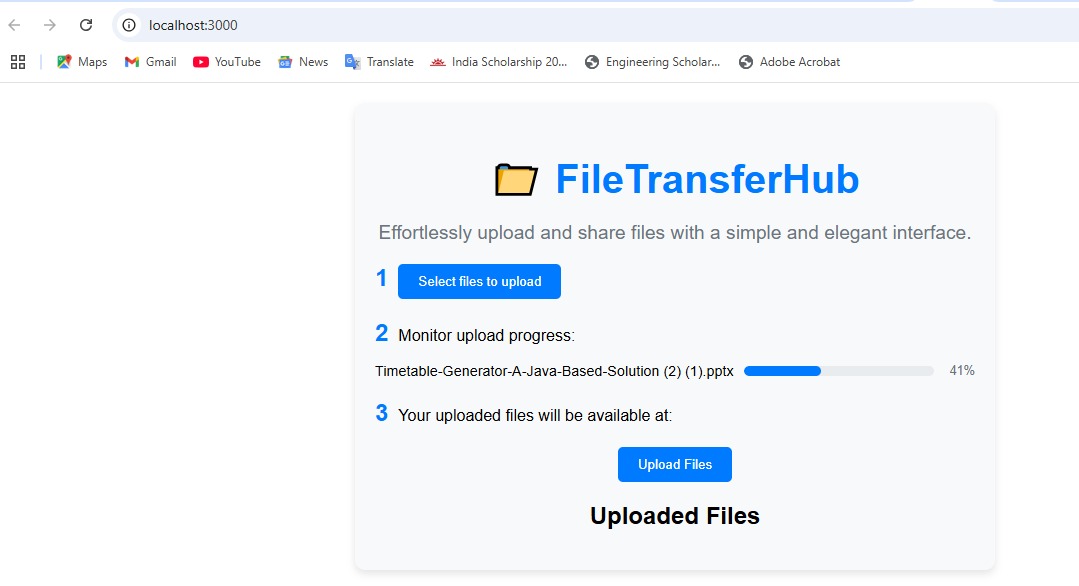 localhost:3000
Maps Gmail YouTube News Translate India Scholarship 20... Engineering Scholar... Adobe Acrobat
FileTransferHub
Effortlessly upload and share files with a simple and elegant interface.
1 Select files to upload
2 Monitor upload progress:
Timetable-Generator-A-Java-Based-Solution (2) (1).pptx 41%
3 Your uploaded files will be available at:
Upload Files
Uploaded Files